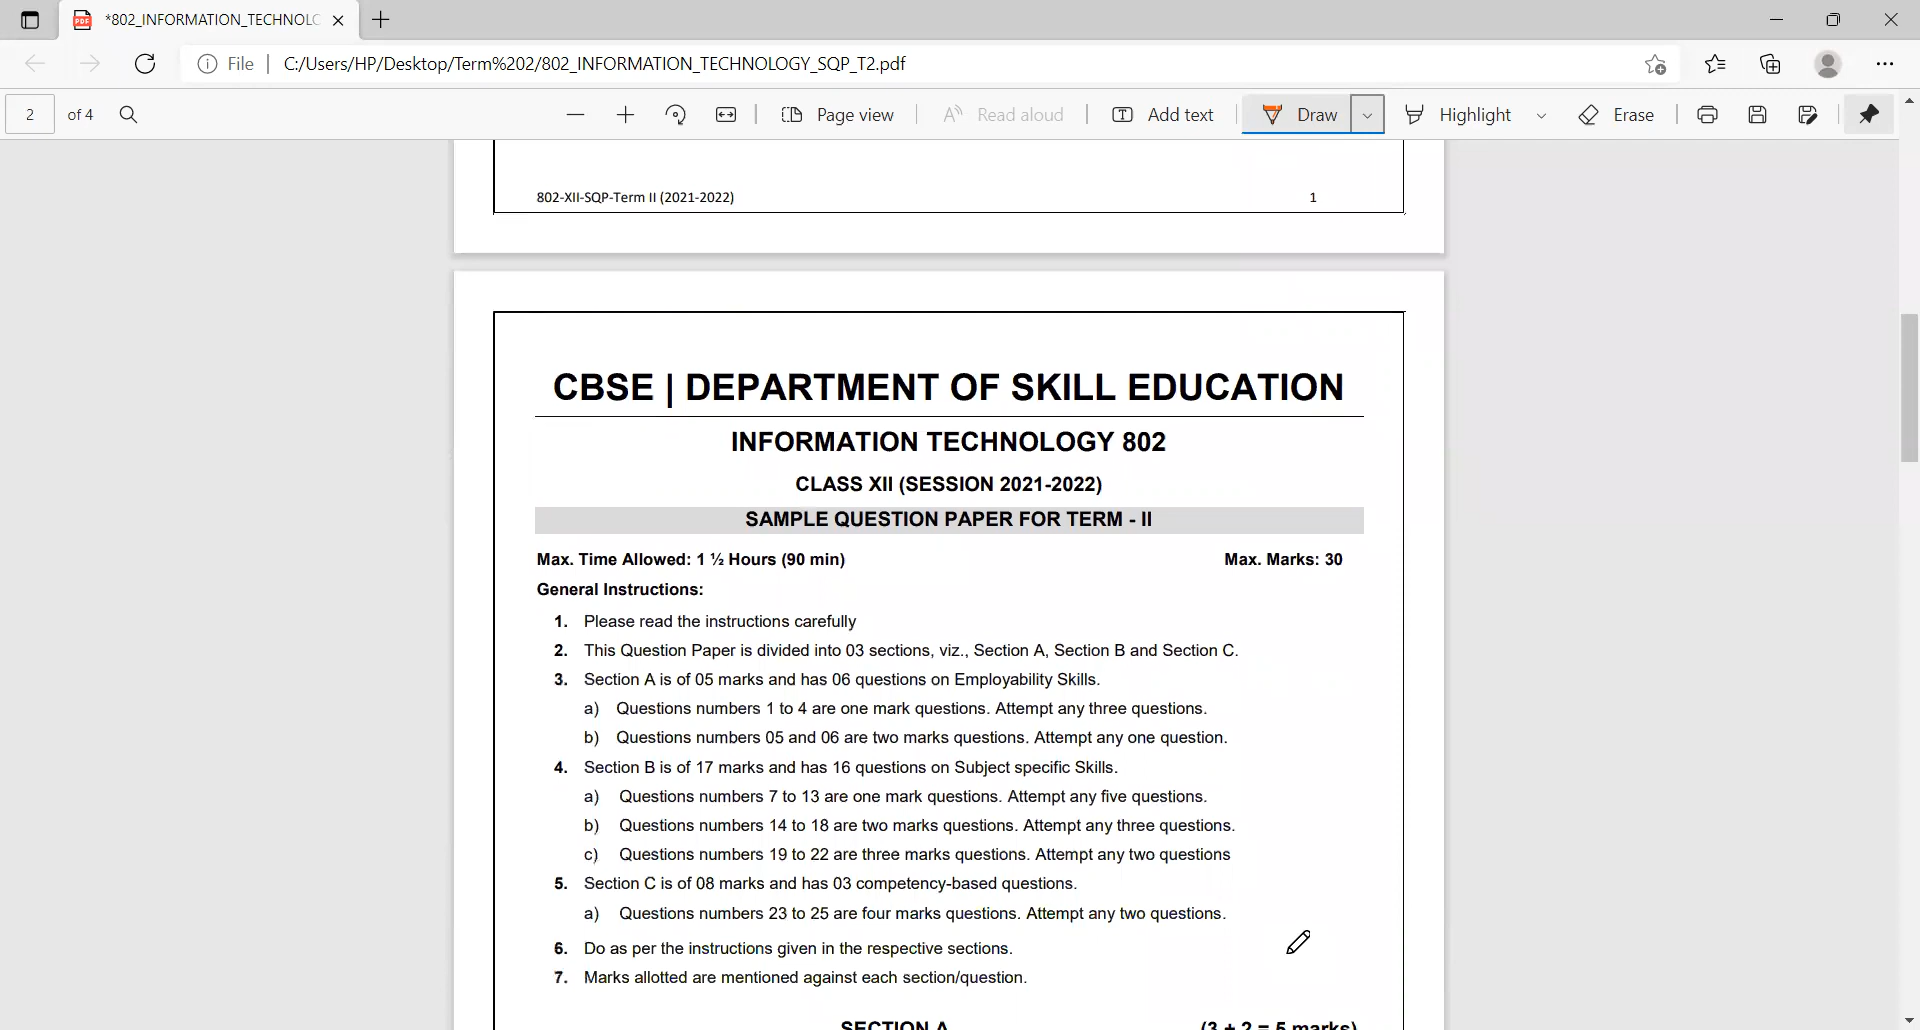 *802_INFORMATION_TECHNOLC
File | C:/Users/HP/Desktop/Term%202/802_INFORMATION_TECHNOLOGY_SQP_T2.pdf
2 of 4 Page view Read aloud Add text Draw Highlight Erase
802-XII-SQP-Term II (2021-2022) 1
CBSE | DEPARTMENT OF SKILL EDUCATION
INFORMATION TECHNOLOGY 802
CLASS XII (SESSION 2021-2022)
SAMPLE QUESTION PAPER FOR TERM - II
Max. Time Allowed: 1 ½ Hours (90 min) Max. Marks: 30
General Instructions:
1. Please read the instructions carefully
2. This Question Paper is divided into 03 sections, viz., Section A, Section B and Section C.
3. Section A is of 05 marks and has 06 questions on Employability Skills.
a) Questions numbers 1 to 4 are one mark questions. Attempt any three questions.
b) Questions numbers 05 and 06 are two marks questions. Attempt any one question.
4. Section B is of 17 marks and has 16 questions on Subject specific Skills.
a) Questions numbers 7 to 13 are one mark questions. Attempt any five questions.
b) Questions numbers 14 to 18 are two marks questions. Attempt any three questions.
c) Questions numbers 19 to 22 are three marks questions. Attempt any two questions
5. Section C is of 08 marks and has 03 competency-based questions.
a) Questions numbers 23 to 25 are four marks questions. Attempt any two questions.
6. Do as per the instructions given in the respective sections.
7. Marks allotted are mentioned against each section/question.
SECTION A (3 + 2 = 5 marks)